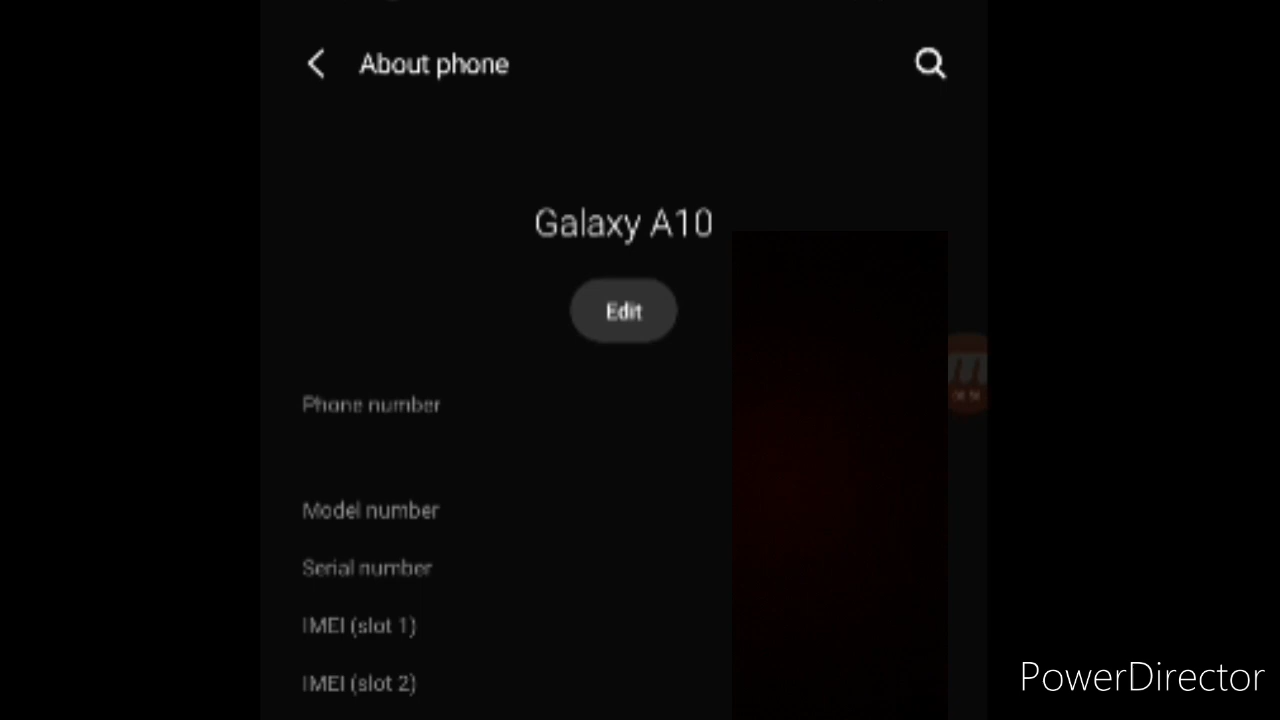 About phone
Galaxy A10
Edit
Phone number
Model number
Serial number
IMEI (slot 1)
IMEI (slot 2)
PowerDirector